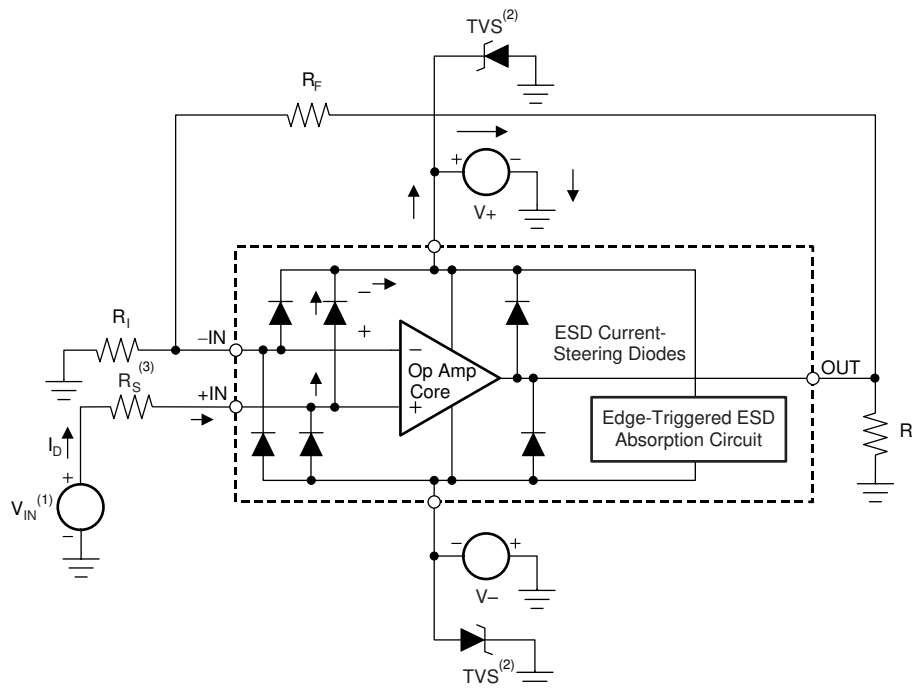 TVS(2)
RF
+ −
V+
RI
−IN
−
+
RS(3)
+IN
ID
+
VIN(1)
−
−
Op Amp
Core
+
ESD Current-
Steering Diodes
OUT
Edge-Triggered ESD
Absorption Circuit
R
− +
V−
TVS(2)